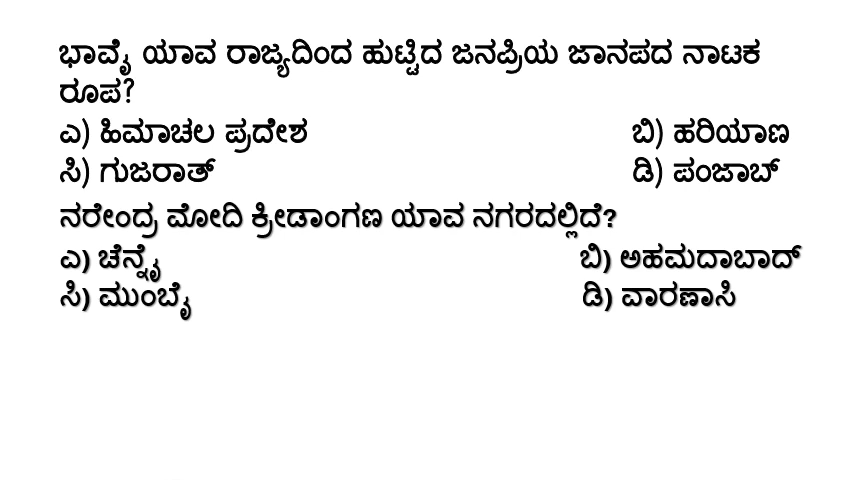 ಭಾವೈ ಯಾವ ರಾಜ್ಯದಿಂದ ಹುಟ್ಟಿದ ಜನಪ್ರಿಯ ಜಾನಪದ ನಾಟಕ
ರೂಪ?
ಎ) ಹಿಮಾಚಲ ಪ್ರದೇಶ ಬಿ) ಹರಿಯಾಣ
ಸಿ) ಗುಜರಾತ್ ಡಿ) ಪಂಜಾಬ್
ನರೇಂದ್ರ ಮೋದಿ ಕ್ರೀಡಾಂಗಣ ಯಾವ ನಗರದಲ್ಲಿದೆ?
ಎ) ಚೆನ್ನೈ ಬಿ) ಅಹಮದಾಬಾದ್
ಸಿ) ಮುಂಬೈ ಡಿ) ವಾರಣಾಸಿ